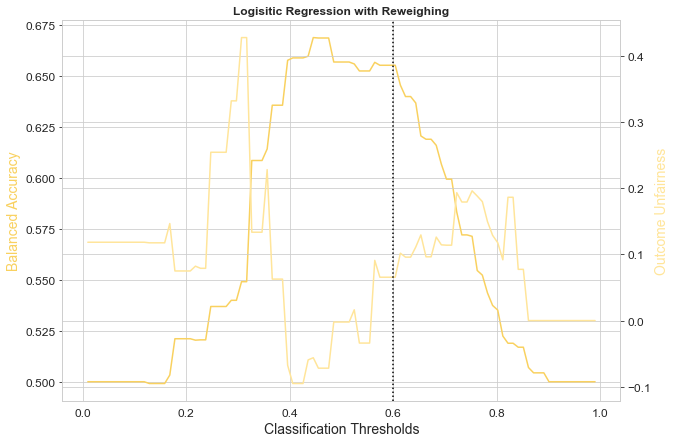 Logisitic Regression with Reweighing
0.675
0.650
0.625
0.600
0.575
0.550
0.525
0.500
Balanced Accuracy
0.4
0.3
0.2
0.1
0.0
−0.1
Outcome Unfairness
0.0 0.2 0.4 0.6 0.8 1.0
Classification Thresholds